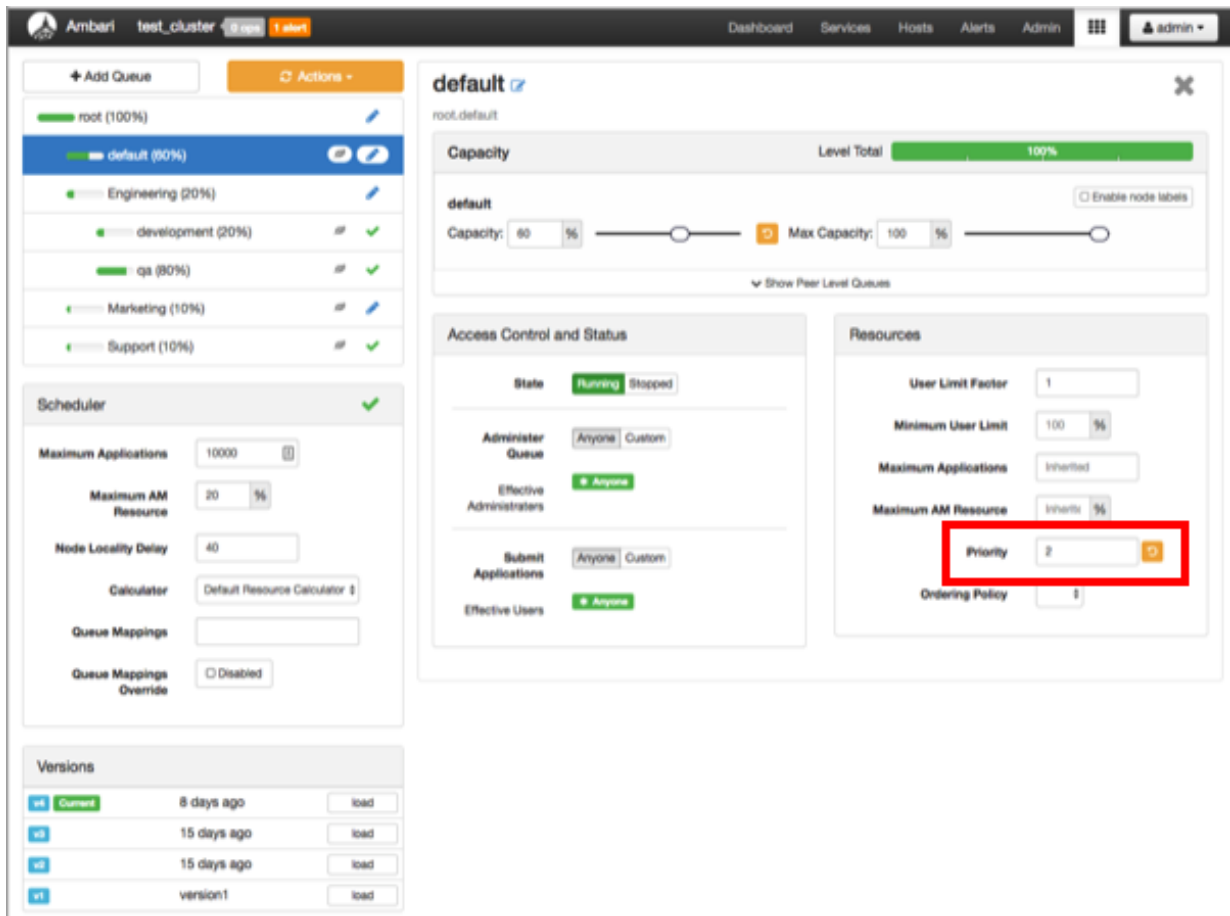 Ambari test_cluster 0 ops 1 alert Dashboard Services Hosts Alerts Admin admin
Add Queue Actions
root (100%)
default (60%)
Engineering (20%)
development (20%)
qa (80%)
Marketing (10%)
Support (10%)
Scheduler
Maximum Applications 10000
Maximum AM
Resource
20 %
Node Locality Delay 40
Calculator Default Resource Calculator
Queue Mappings
Queue Mappings
Override
Disabled
Versions
v4 Current 8 days ago load
v3 15 days ago load
v2 15 days ago load
v1 version1 load
default
root.default
Capacity Level Total 100%
default Enable node labels
Capacity: 60 % Max Capacity: 100 %
Show Peer Level Queues
Access Control and Status
State Running Stopped
Administer
Queue
Anyone Custom
Effective
Administraters
Anyone
Submit
Applications
Anyone Custom
Effective Users Anyone
Resources
User Limit Factor 1
Minimum User Limit 100 %
Maximum Applications Inherited
Maximum AM Resource Inherite %
Priority 2
Ordering Policy